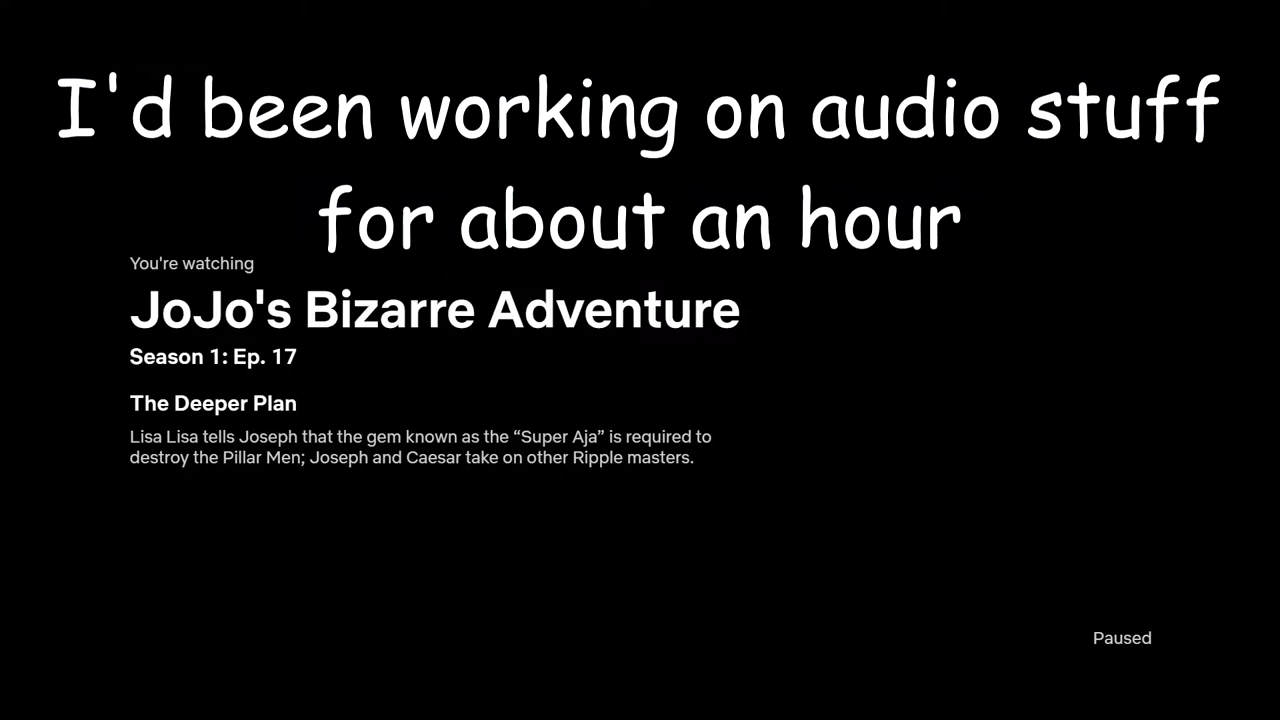 I'd been working on audio stuff
for about an hour
You're watching
JoJo's Bizarre Adventure
Season 1: Ep. 17
The Deeper Plan
Lisa Lisa tells Joseph that the gem known as the “Super Aja” is required to
destroy the Pillar Men; Joseph and Caesar take on other Ripple masters.
Paused